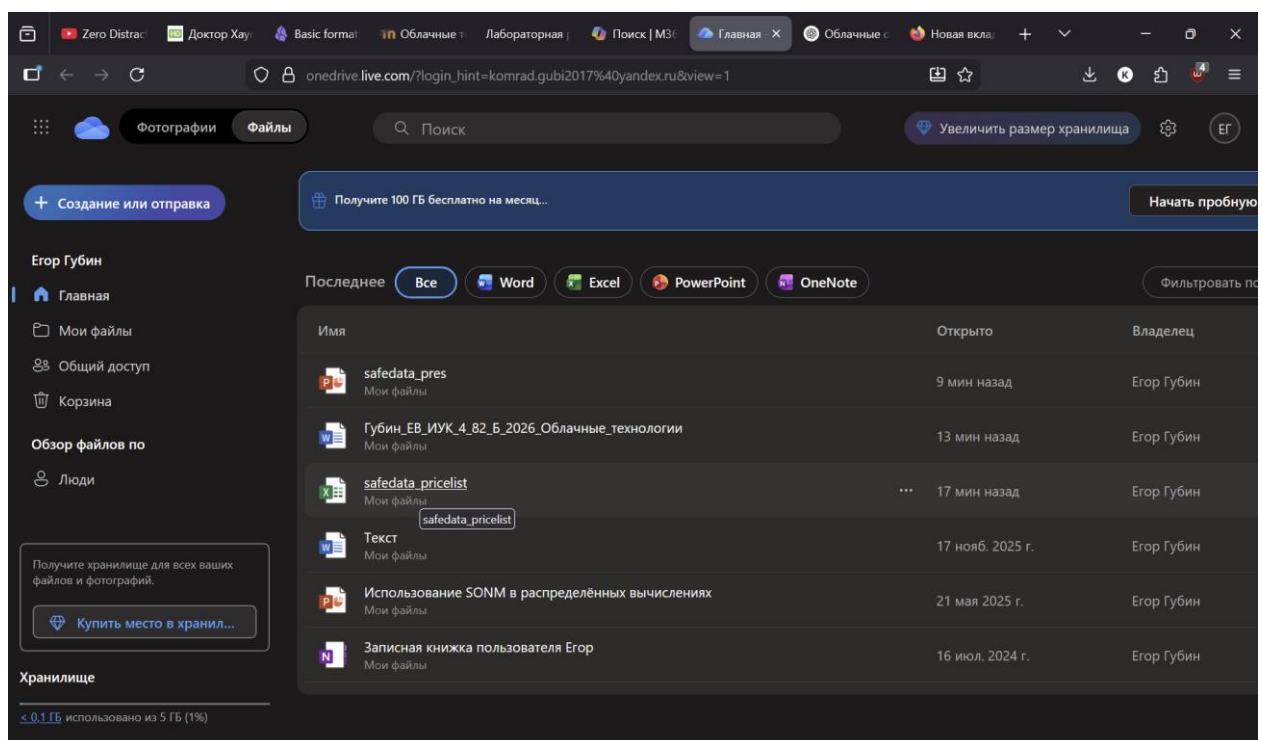 Zero Distrac
Доктор Хау
Basic format
Облачные т
Лабораторная р
Поиск | M36
Главная -
Облачные с
Новая вкла
onedrive.live.com/?login_hint=komrad.gubi2017%40yandex.ru&view=1
K
4
Фотографии
Файлы
Поиск
Увеличить размер хранилища
ЕГ
+ Создание или отправка
Получите 100 ГБ бесплатно на месяц...
Начать пробную
Егор Губин
Главная
Мои файлы
Общий доступ
Корзина
Обзор файлов по
Люди
Последнее
Все
Word
Excel
PowerPoint
OneNote
Фильтровать по
Имя
Открыто
Владелец
safedata_pres
Мои файлы
9 мин назад
Егор Губин
Губин_ЕВ_ИУК_4_82_Б_2026_Облачные_технологии
Мои файлы
13 мин назад
Егор Губин
safedata_pricelist
Мои файлы
17 мин назад
Егор Губин
safedata_pricelist
Текст
Мои файлы
17 нояб. 2025 г.
Егор Губин
Использование SONM в распределённых вычислениях
Мои файлы
21 мая 2025 г.
Егор Губин
Записная книжка пользователя Егор
Мои файлы
16 июл. 2024 г.
Егор Губин
Получите хранилище для всех ваших
файлов и фотографий.
Купить место в хранил...
Хранилище
< 0,1 ГБ использовано из 5 ГБ (1%)